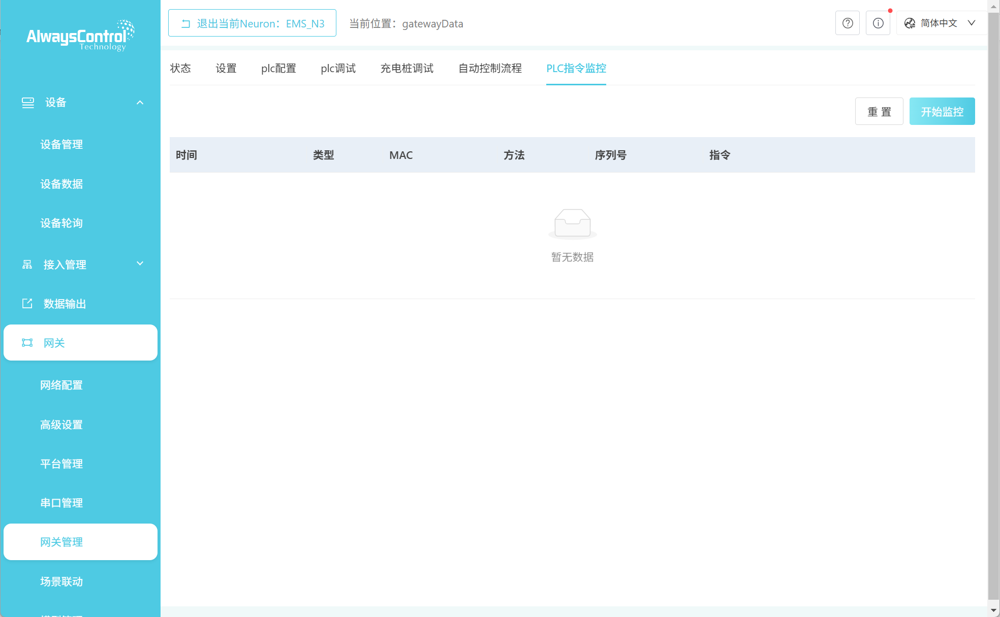 AlwaysControl
Technology
退出当前Neuron：EMS_N3
当前位置：gatewayData
简体中文
设备
设备管理
设备数据
设备轮询
接入管理
数据输出
网关
网络配置
高级设置
平台管理
串口管理
网关管理
场景联动
状态
设置
plc配置
plc调试
充电桩调试
自动控制流程
PLC指令监控
重 置
开始监控
时间
类型
MAC
方法
序列号
指令
暂无数据